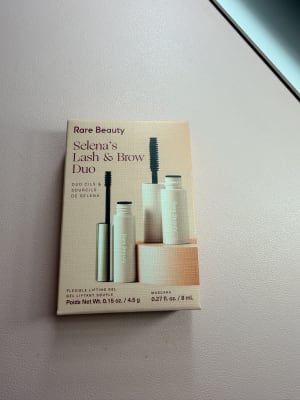 Rare Beauty
Selena's
Lash & Brow
Duo
DUO CILS &
SOURCILS
DE SELENA
FLEXIBLE LIFTING GEL
GEL LIFTANT SOUPLE
Poids Net Wt. 0.15 oz. / 4.5 g
MASCARA
0.27 fl. oz. / 8 mL